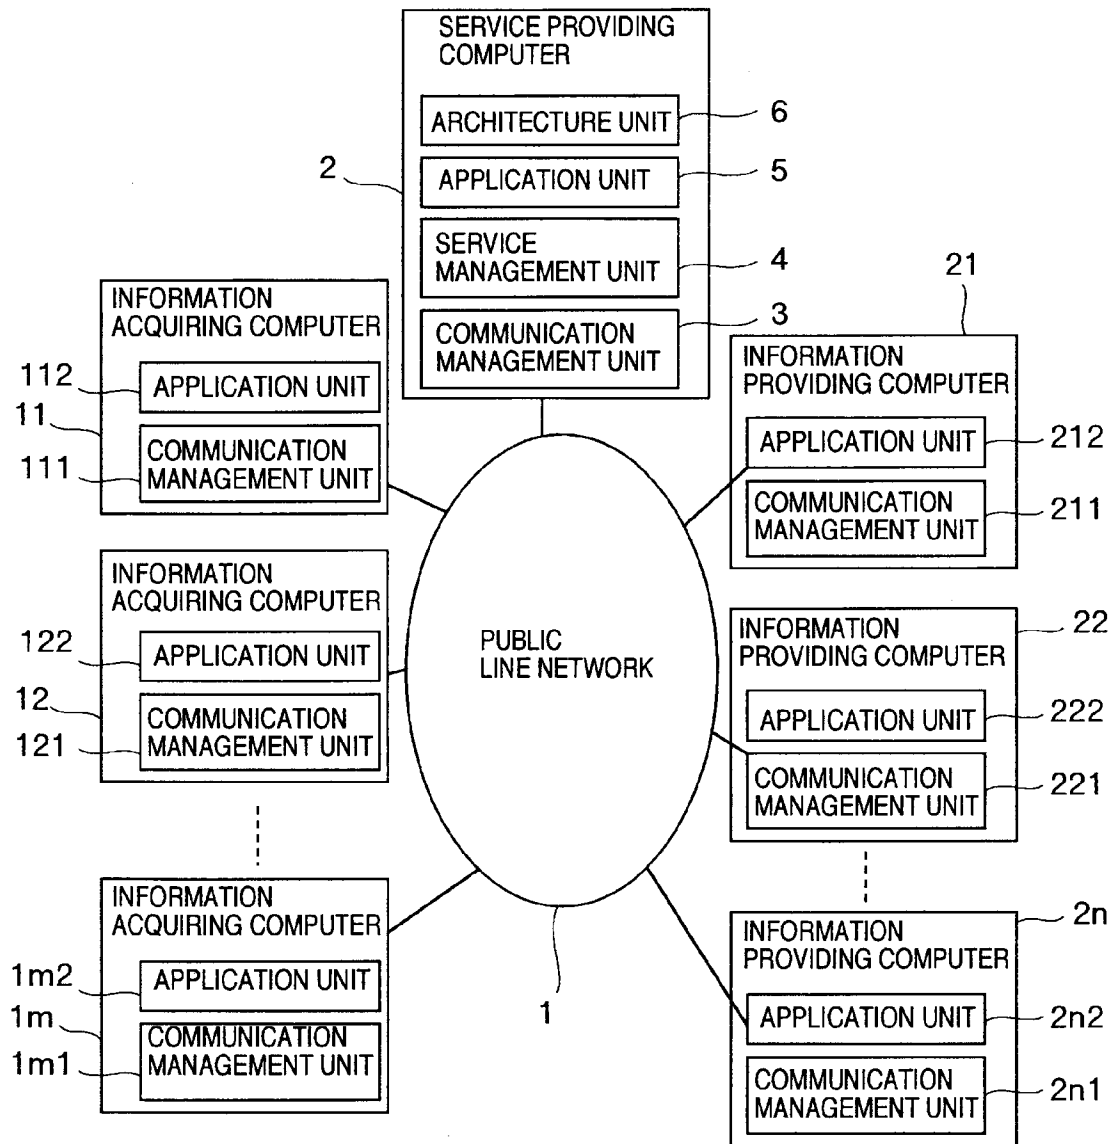 SERVICE PROVIDING
COMPUTER
ARCHITECTURE UNIT
6
2
APPLICATION UNIT
5
SERVICE
MANAGEMENT UNIT
4
COMMUNICATION
MANAGEMENT UNIT
3
INFORMATION
ACQUIRING COMPUTER
112
APPLICATION UNIT
11
COMMUNICATION
MANAGEMENT UNIT
111
INFORMATION
ACQUIRING COMPUTER
122
APPLICATION UNIT
12
COMMUNICATION
MANAGEMENT UNIT
121
INFORMATION
ACQUIRING COMPUTER
1m2
APPLICATION UNIT
1m
COMMUNICATION
MANAGEMENT UNIT
1m1
PUBLIC
LINE NETWORK
1
21
INFORMATION
PROVIDING COMPUTER
APPLICATION UNIT
212
COMMUNICATION
MANAGEMENT UNIT
211
INFORMATION
PROVIDING COMPUTER
22
APPLICATION UNIT
222
COMMUNICATION
MANAGEMENT UNIT
221
INFORMATION
PROVIDING COMPUTER
2n
APPLICATION UNIT
2n2
COMMUNICATION
MANAGEMENT UNIT
2n1